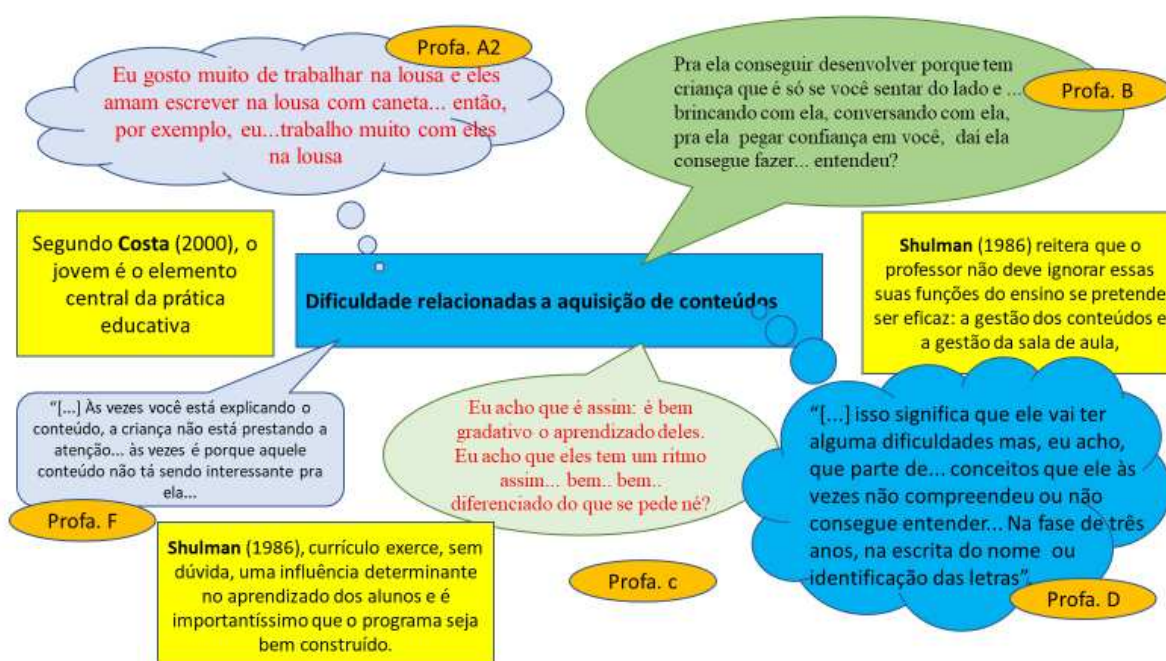 Profa. A2
Eu gosto muito de trabalhar na lousa e eles
amam escrever na lousa com caneta... então,
por exemplo, eu...trabalho muito com eles
na lousa
Pra ela conseguir desenvolver porque tem
criança que é só se você sentar do lado e ...
brincando com ela, conversando com ela,
pra ela pegar confiança em você, daí ela
consegue fazer... entendeu?
Profa. B
Segundo Costa (2000), o
jovem é o elemento
central da prática
educativa
Dificuldade relacionadas a aquisição de conteúdos
Shulman (1986) reitera que o
professor não deve ignorar essas
suas funções do ensino se pretende
ser eficaz: a gestão dos conteúdos e
a gestão da sala de aula,
"[...] Às vezes você está explicando o
conteúdo, a criança não está prestando a
atenção... às vezes é porque aquele
conteúdo não tá sendo interessante pra
ela...
Profa. F
Eu acho que é assim: é bem
gradativo o aprendizado deles.
Eu acho que eles tem um ritmo
assim... bem.. bem..
diferenciado do que se pede né?
Profa. c
"[...] isso significa que ele vai ter
alguma dificuldades mas, eu acho,
que parte de... conceitos que ele às
vezes não compreendeu ou não
consegue entender... Na fase de três
anos, na escrita do nome ou
identificação das letras".
Profa. D
Shulman (1986), currículo exerce, sem
dúvida, uma influência determinante
no aprendizado dos alunos e é
importantíssimo que o programa seja
bem construído.